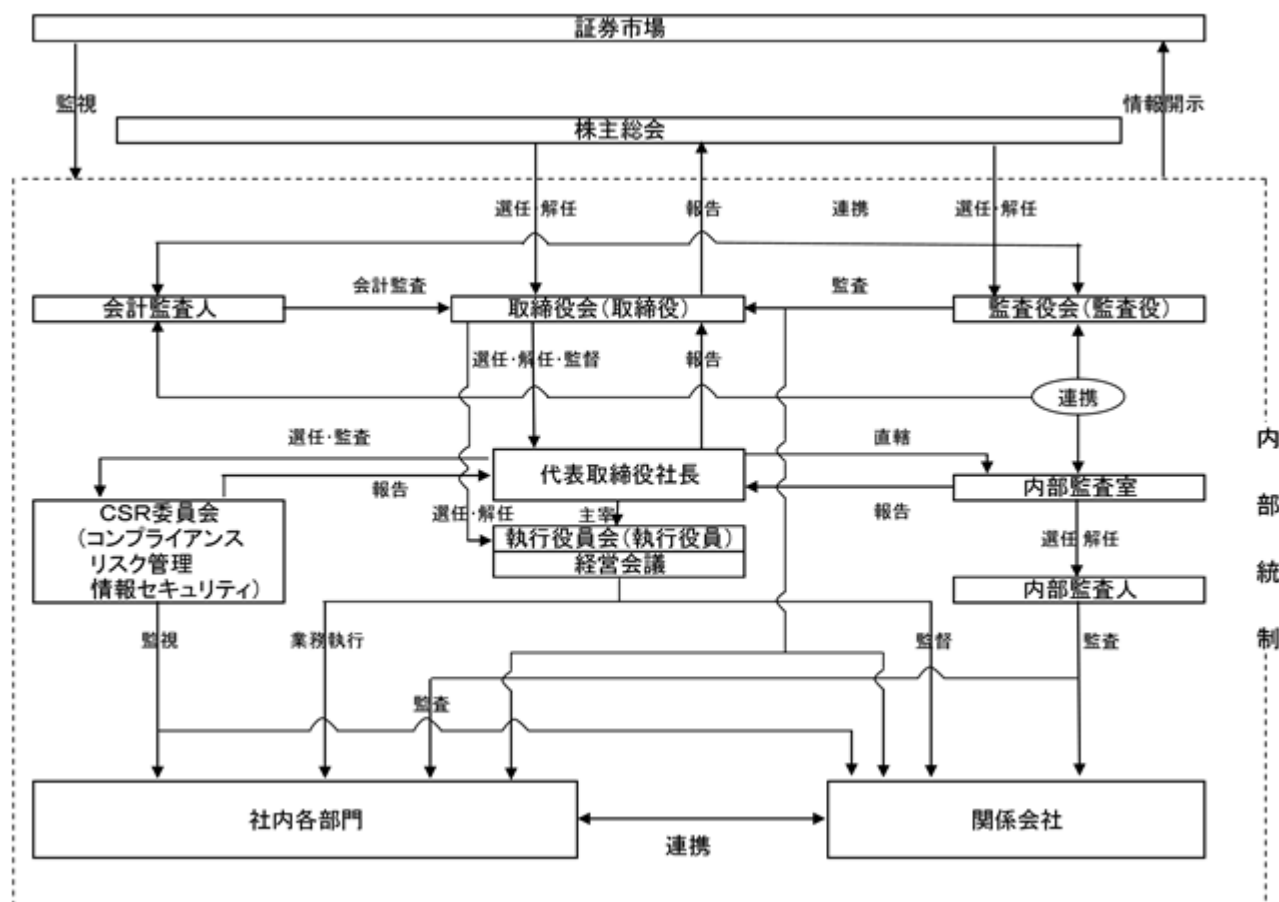 証券市場
監視
情報開示
株主総会
選任・解任
報告
連携
選任・解任
会計監査人
会計監査
取締役会(取締役)
監査
監査役会(監査役)
選任・解任・監督
報告
連携
選任・監査
代表取締役社長
直轄
内部監査室
報告
報告
CSR委員会
(コンプライアンス
リスク管理
情報セキュリティ)
選任・解任
主宰
執行役員会(執行役員)
経営会議
選任・解任
内部監査人
内部統制
監視
業務執行
監督
監査
監査
社内各部門
連携
関係会社